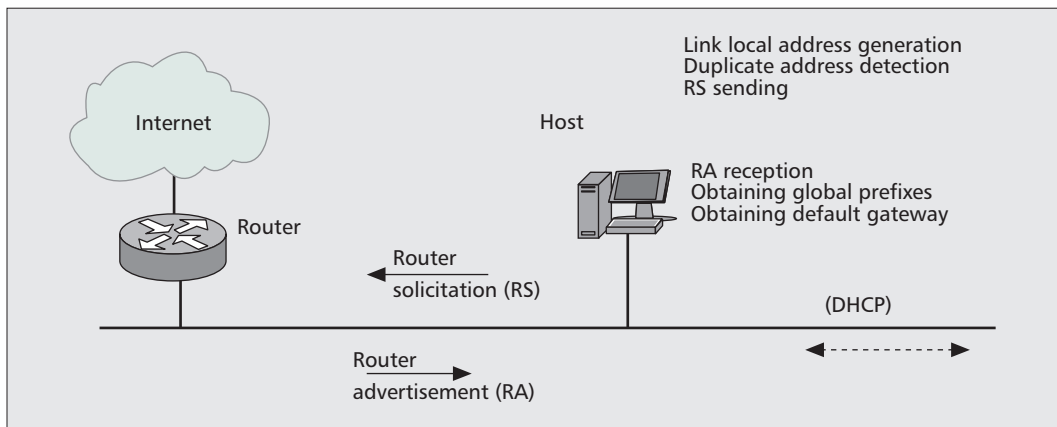 Link local address generation
Duplicate address detection
RS sending
Internet
Host
RA reception
Obtaining global prefixes
Obtaining default gateway
Router
Router
solicitation (RS)
(DHCP)
Router
advertisement (RA)